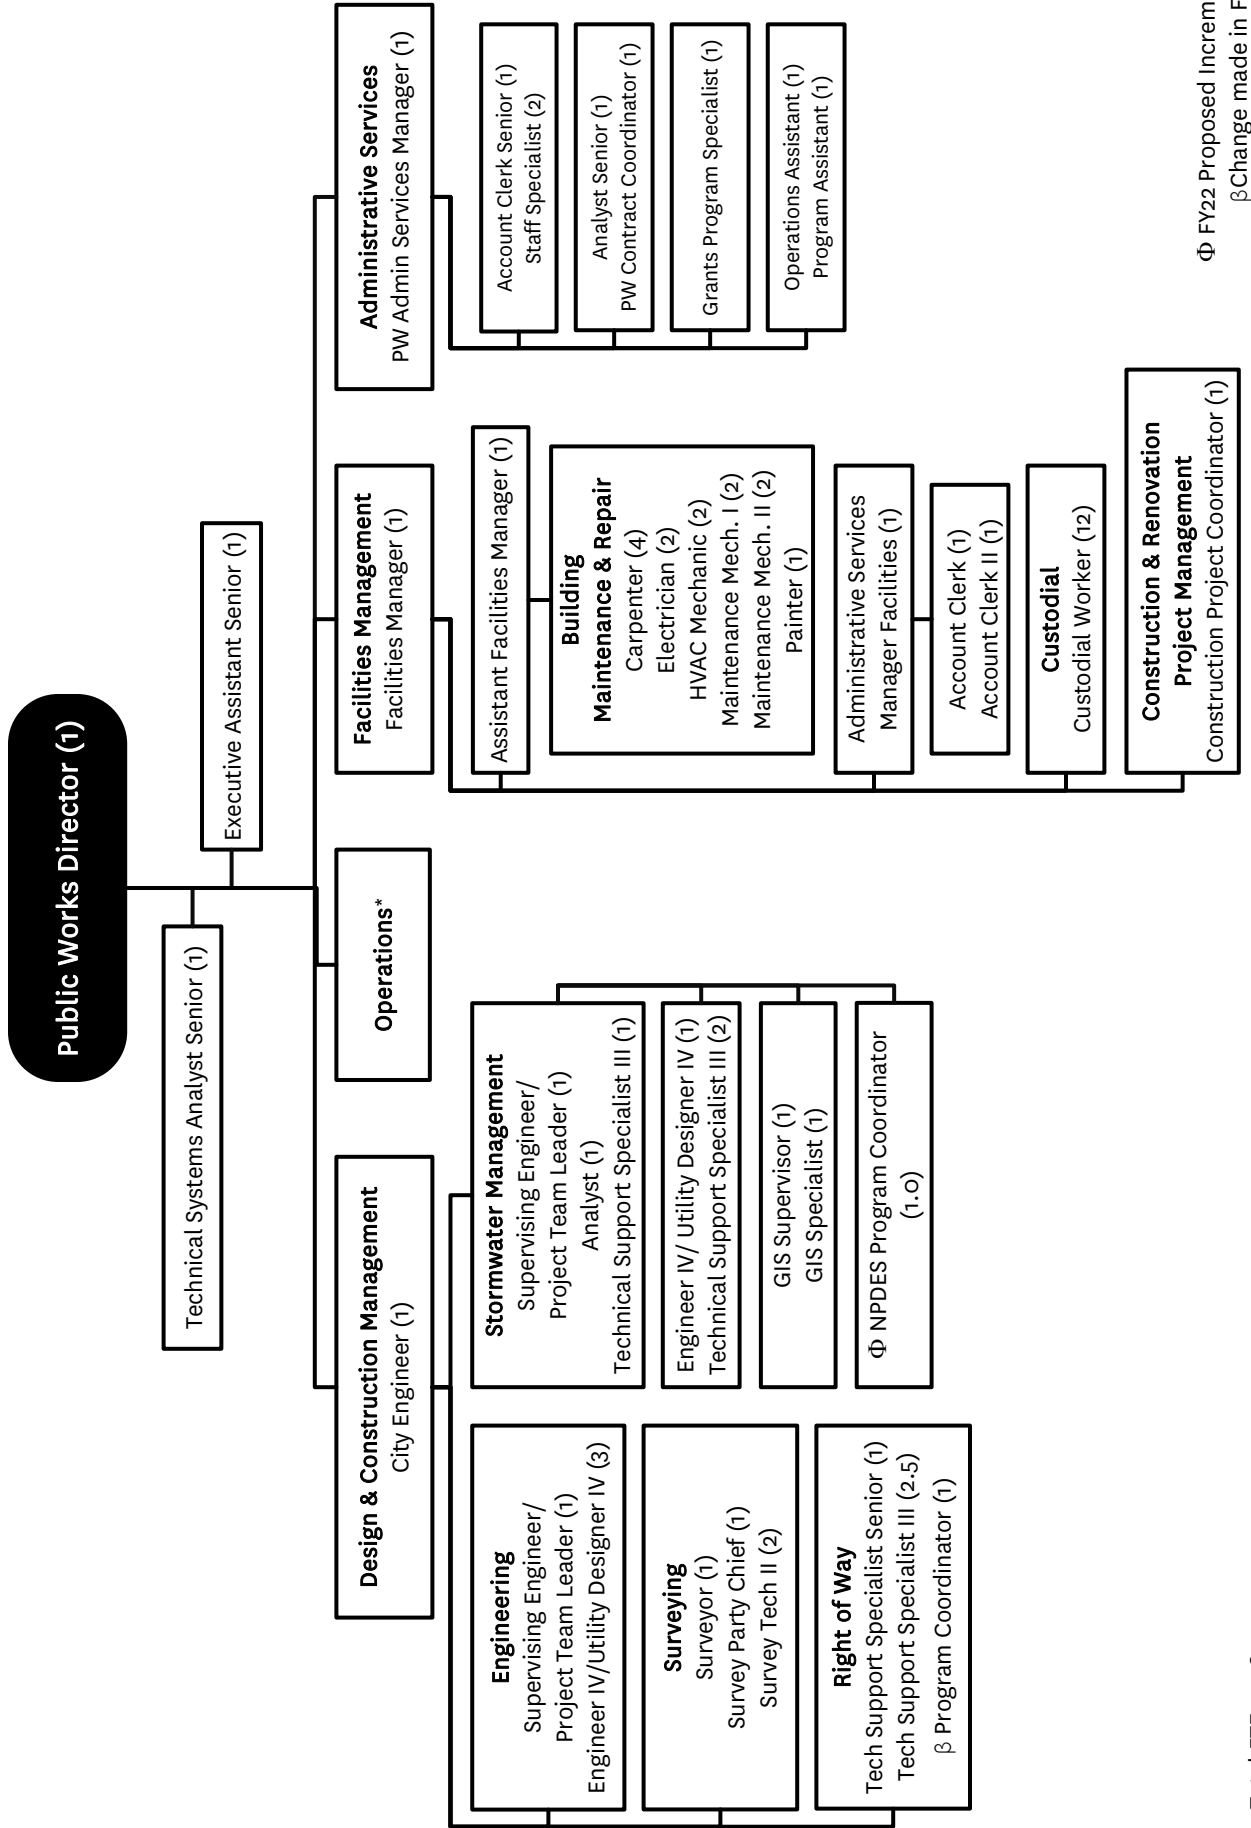 Public Works Director (1)
Technical Systems Analyst Senior (1)
Executive Assistant Senior (1)
Design & Construction Management
City Engineer (1)
Operations*
Facilities Management
Facilities Manager (1)
Administrative Services
PW Admin Services Manager (1)
Engineering
Supervising Engineer/
Project Team Leader (1)
Engineer IV/Utility Designer IV (3)
Surveying
Surveyor (1)
Survey Party Chief (1)
Survey Tech II (2)
Right of Way
Tech Support Specialist Senior (1)
Tech Support Specialist III (2.5)
β Program Coordinator (1)
Stormwater Management
Supervising Engineer/
Project Team Leader (1)
Analyst (1)
Technical Support Specialist III (1)
Engineer IV/ Utility Designer IV (1)
Technical Support Specialist III (2)
GIS Supervisor (1)
GIS Specialist (1)
Φ NPDES Program Coordinator
(1.0)
Assistant Facilities Manager (1)
Building
Maintenance & Repair
Carpenter (4)
Electrician (2)
HVAC Mechanic (2)
Maintenance Mech. I (2)
Maintenance Mech. II (2)
Painter (1)
Administrative Services
Manager Facilities (1)
Account Clerk (1)
Account Clerk II (1)
Custodial
Custodial Worker (12)
Construction & Renovation
Project Management
Construction Project Coordinator (1)
Account Clerk Senior (1)
Staff Specialist (2)
Analyst Senior (1)
PW Contract Coordinator (1)
Grants Program Specialist (1)
Operations Assistant (1)
Program Assistant (1)
Φ FY22 Proposed Increm
βChange made in F